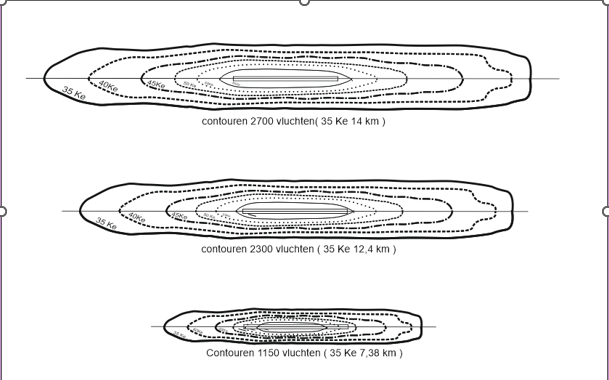 35 Ke
40Ke
45Ke
contouren 2700 vluchten( 35 Ke 14 km )
35 Ke
40Ke
45Ke
contouren 2300 vluchten ( 35 Ke 12,4 km )
Contouren 1150 vluchten ( 35 Ke 7,38 km )